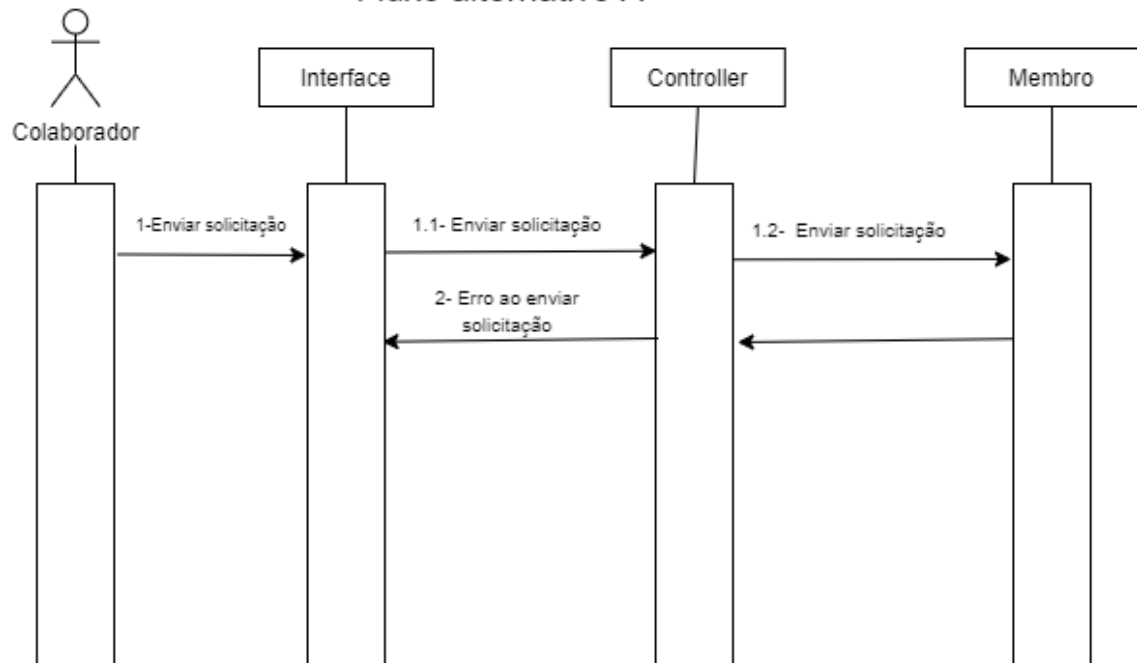 Interface
Controller
Membro
Colaborador
1-Enviar solicitação
1.1- Enviar solicitação
1.2- Enviar solicitação
2- Erro ao enviar
solicitação